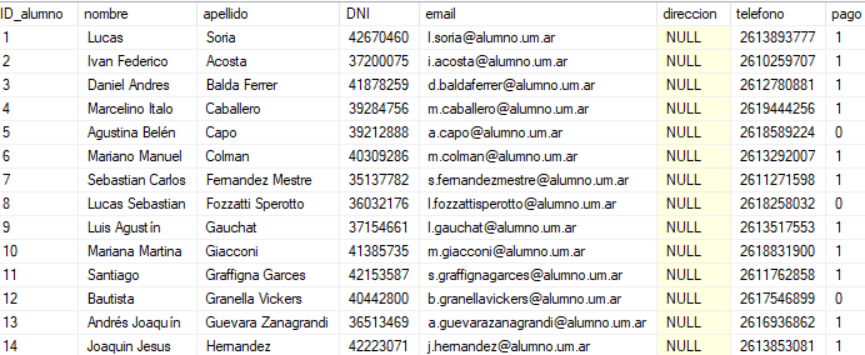 ID_alumno nombre apellido DNI email direccion telefono pago
1 Lucas Soria 42670460 l.soria@alumno.um.ar NULL 2613893777 1
2 Ivan Federico Acosta 37200075 i.acosta@alumno.um.ar NULL 2610259707 1
3 Daniel Andres Balda Ferrer 41878259 d.baldaferrer@alumno.um.ar NULL 2612780881 1
4 Marcelino Italo Caballero 39284756 m.caballero@alumno.um.ar NULL 2619444256 1
5 Agustina Belén Capo 39212888 a.capo@alumno.um.ar NULL 2618589224 0
6 Mariano Manuel Colman 40309286 m.colman@alumno.um.ar NULL 2613292007 1
7 Sebastian Carlos Fernandez Mestre 35137782 s.fernandezmestre@alumno.um.ar NULL 2611271598 1
8 Lucas Sebastian Fozzatti Sperotto 36032176 l.fozzattisperotto@alumno.um.ar NULL 2618258032 0
9 Luis Agustín Gauchat 37154661 l.gauchat@alumno.um.ar NULL 2613517553 1
10 Mariana Martina Giacconi 41385735 m.giacconi@alumno.um.ar NULL 2618831900 1
11 Santiago Graffigna Garces 42153587 s.graffignagarces@alumno.um.ar NULL 2611762858 1
12 Bautista Granella Vickers 40442800 b.granellavickers@alumno.um.ar NULL 2617546899 0
13 Andrés Joaquín Guevara Zanagrandi 36513469 a.guevarazanagrandi@alumno.um.ar NULL 2616936862 1
14 Joaquin Jesus Hernandez 42223071 j.hernandez@alumno.um.ar NULL 2613853081 1